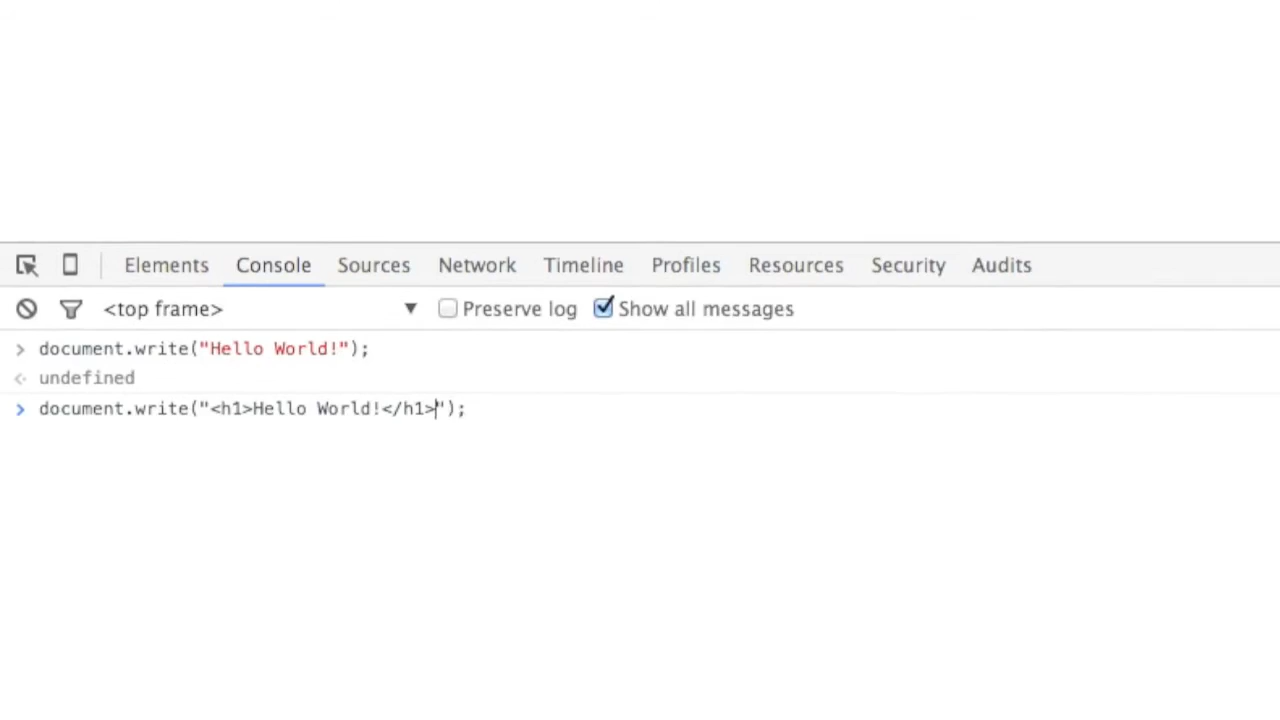 Elements Console Sources Network Timeline Profiles Resources Security Audits
<top frame> ▼ Preserve log Show all messages
> document.write("Hello World!");
<· undefined
> document.write("<h1>Hello World!</h1>");